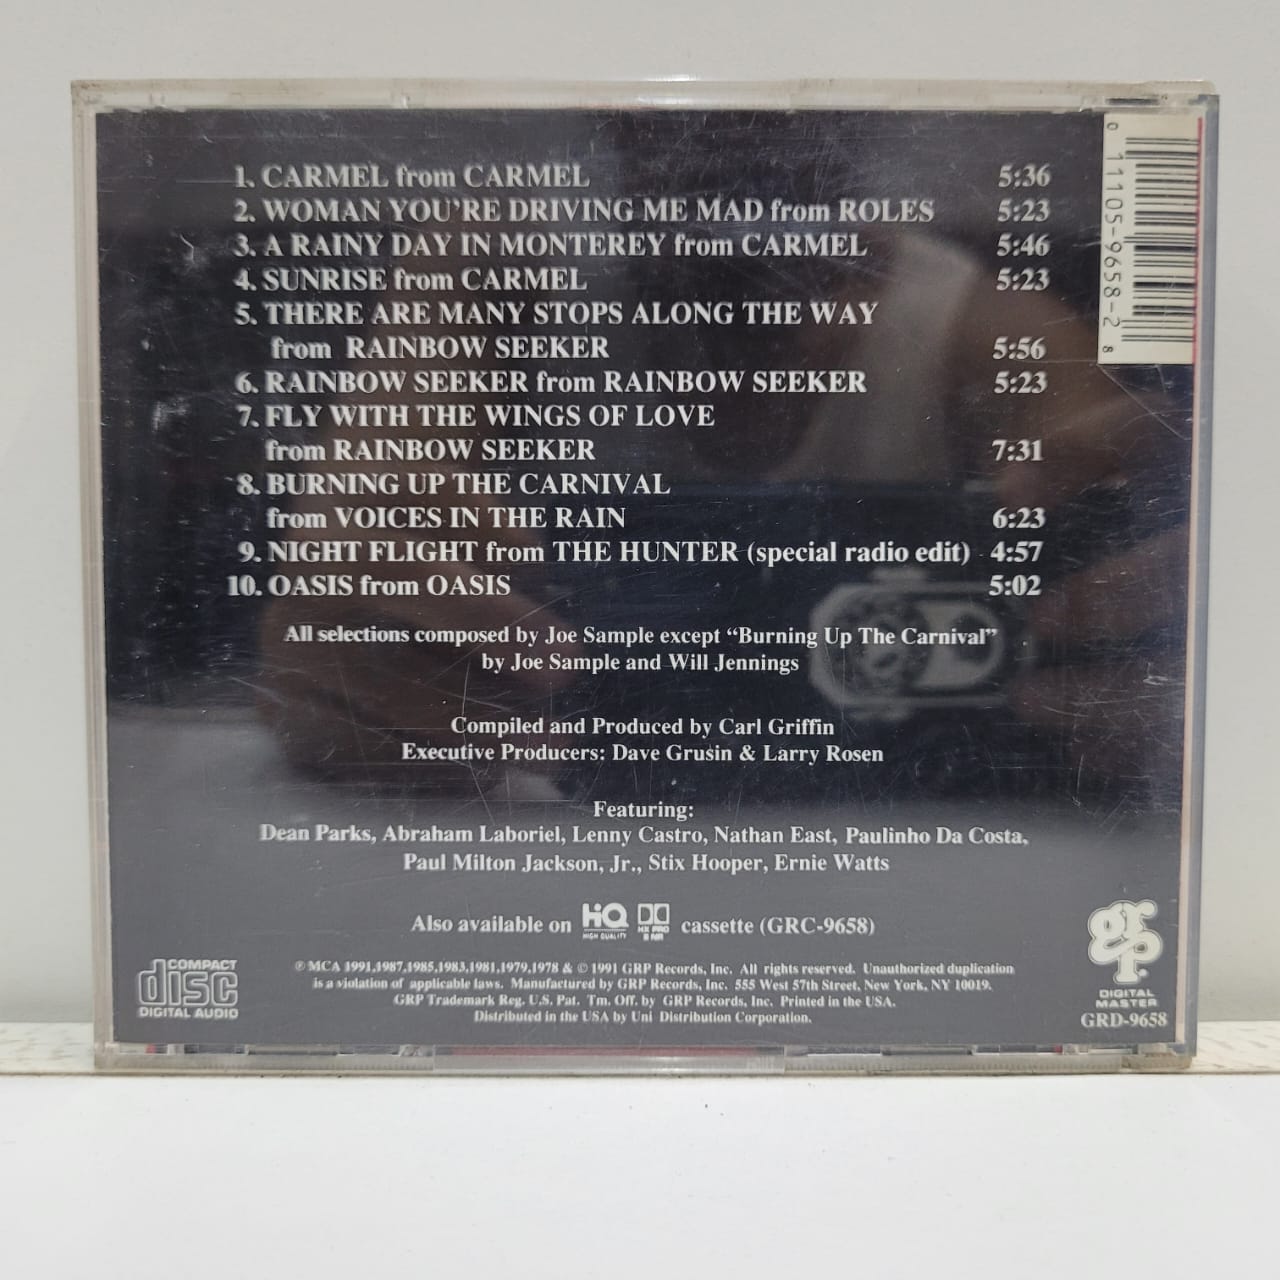 1. CARMEL from CARMEL 5:36
2. WOMAN YOU'RE DRIVING ME MAD from ROLES 5:23
3. A RAINY DAY IN MONTEREY from CARMEL 5:46
4. SUNRISE from CARMEL 5:23
5. THERE ARE MANY STOPS ALONG THE WAY
from RAINBOW SEEKER 5:56
6. RAINBOW SEEKER from RAINBOW SEEKER 5:23
7. FLY WITH THE WINGS OF LOVE
from RAINBOW SEEKER 7:31
8. BURNING UP THE CARNIVAL
from VOICES IN THE RAIN 6:23
9. NIGHT FLIGHT from THE HUNTER (special radio edit) 4:57
10. OASIS from OASIS 5:02
0 11105-9658-2 8
All selections composed by Joe Sample except “Burning Up The Carnival”
by Joe Sample and Will Jennings
Compiled and Produced by Carl Griffin
Executive Producers: Dave Grusin & Larry Rosen
Featuring:
Dean Parks, Abraham Laboriel, Lenny Castro, Nathan East, Paulinho Da Costa,
Paul Milton Jackson, Jr., Stix Hooper, Ernie Watts
Also available on HiQ HIGH QUALITY HX PRO B NR cassette (GRC-9658)
℗ MCA 1991,1987,1985,1983,1981,1979,1978 & © 1991 GRP Records, Inc. All rights reserved. Unauthorized duplication
is a violation of applicable laws. Manufactured by GRP Records, Inc. 555 West 57th Street, New York, NY 10019.
GRP Trademark Reg. U.S. Pat. Tm. Off. by GRP Records, Inc. Printed in the USA.
Distributed in the USA by Uni Distribution Corporation.
COMPACT
disc
DIGITAL AUDIO
grp
DIGITAL
MASTER
GRD-9658